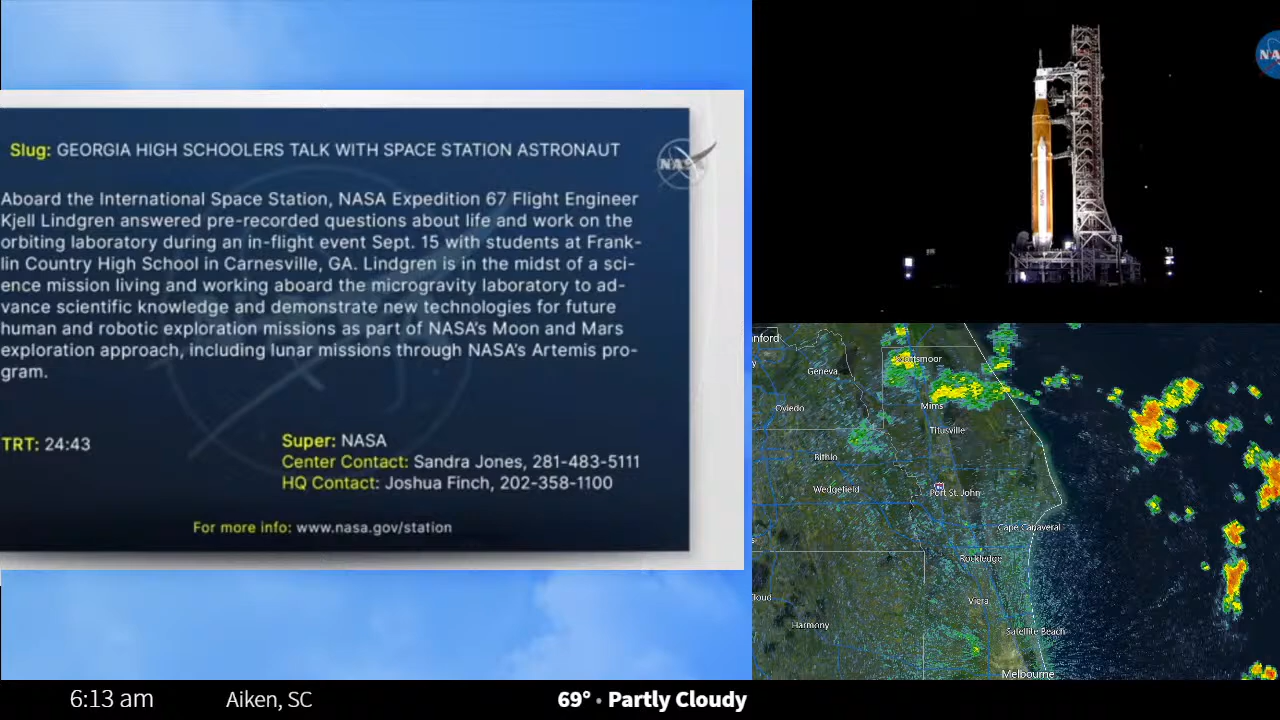 Slug: GEORGIA HIGH SCHOOLERS TALK WITH SPACE STATION ASTRONAUT
NASA
Aboard the International Space Station, NASA Expedition 67 Flight Engineer
Kjell Lindgren answered pre-recorded questions about life and work on the
orbiting laboratory during an in-flight event Sept. 15 with students at Frank-
lin Country High School in Carnesville, GA. Lindgren is in the midst of a sci-
ence mission living and working aboard the microgravity laboratory to ad-
vance scientific knowledge and demonstrate new technologies for future
human and robotic exploration missions as part of NASA's Moon and Mars
exploration approach, including lunar missions through NASA's Artemis pro-
gram.
TRT: 24:43
Super: NASA
Center Contact: Sandra Jones, 281-483-5111
HQ Contact: Joshua Finch, 202-358-1100
For more info: www.nasa.gov/station
NA
anford
Geneva
Mims
Oviedo
Titusville
Bithlo
Wedgefield
Port St. John
Cape Canaveral
Rockledge
loud
Viera
Harmony
Satellite Beach
Melbourne
6:13 am
Aiken, SC
69° • Partly Cloudy